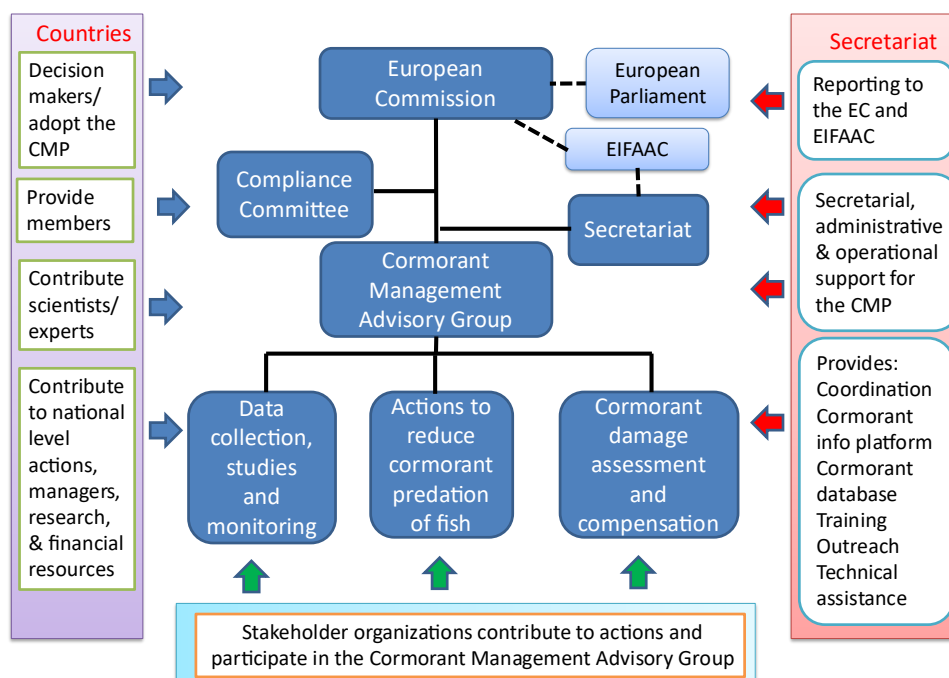 Countries
Decision
makers/
adopt the
CMP
Provide
members
Contribute
scientists/
experts
Contribute
to national
level
actions,
managers,
research,
& financial
resources
European
Commission
European
Parliament
EIFAAC
Compliance
Committee
Secretariat
Cormorant
Management
Advisory Group
Data
collection,
studies
and
monitoring
Actions to
reduce
cormorant
predation
of fish
Cormorant
damage
assessment
and
compensation
Stakeholder organizations contribute to actions and
participate in the Cormorant Management Advisory Group
Secretariat
Reporting to
the EC and
EIFAAC
Secretarial,
administrative
& operational
support for
the CMP
Provides:
Coordination
Cormorant
info platform
Cormorant
database
Training
Outreach
Technical
assistance